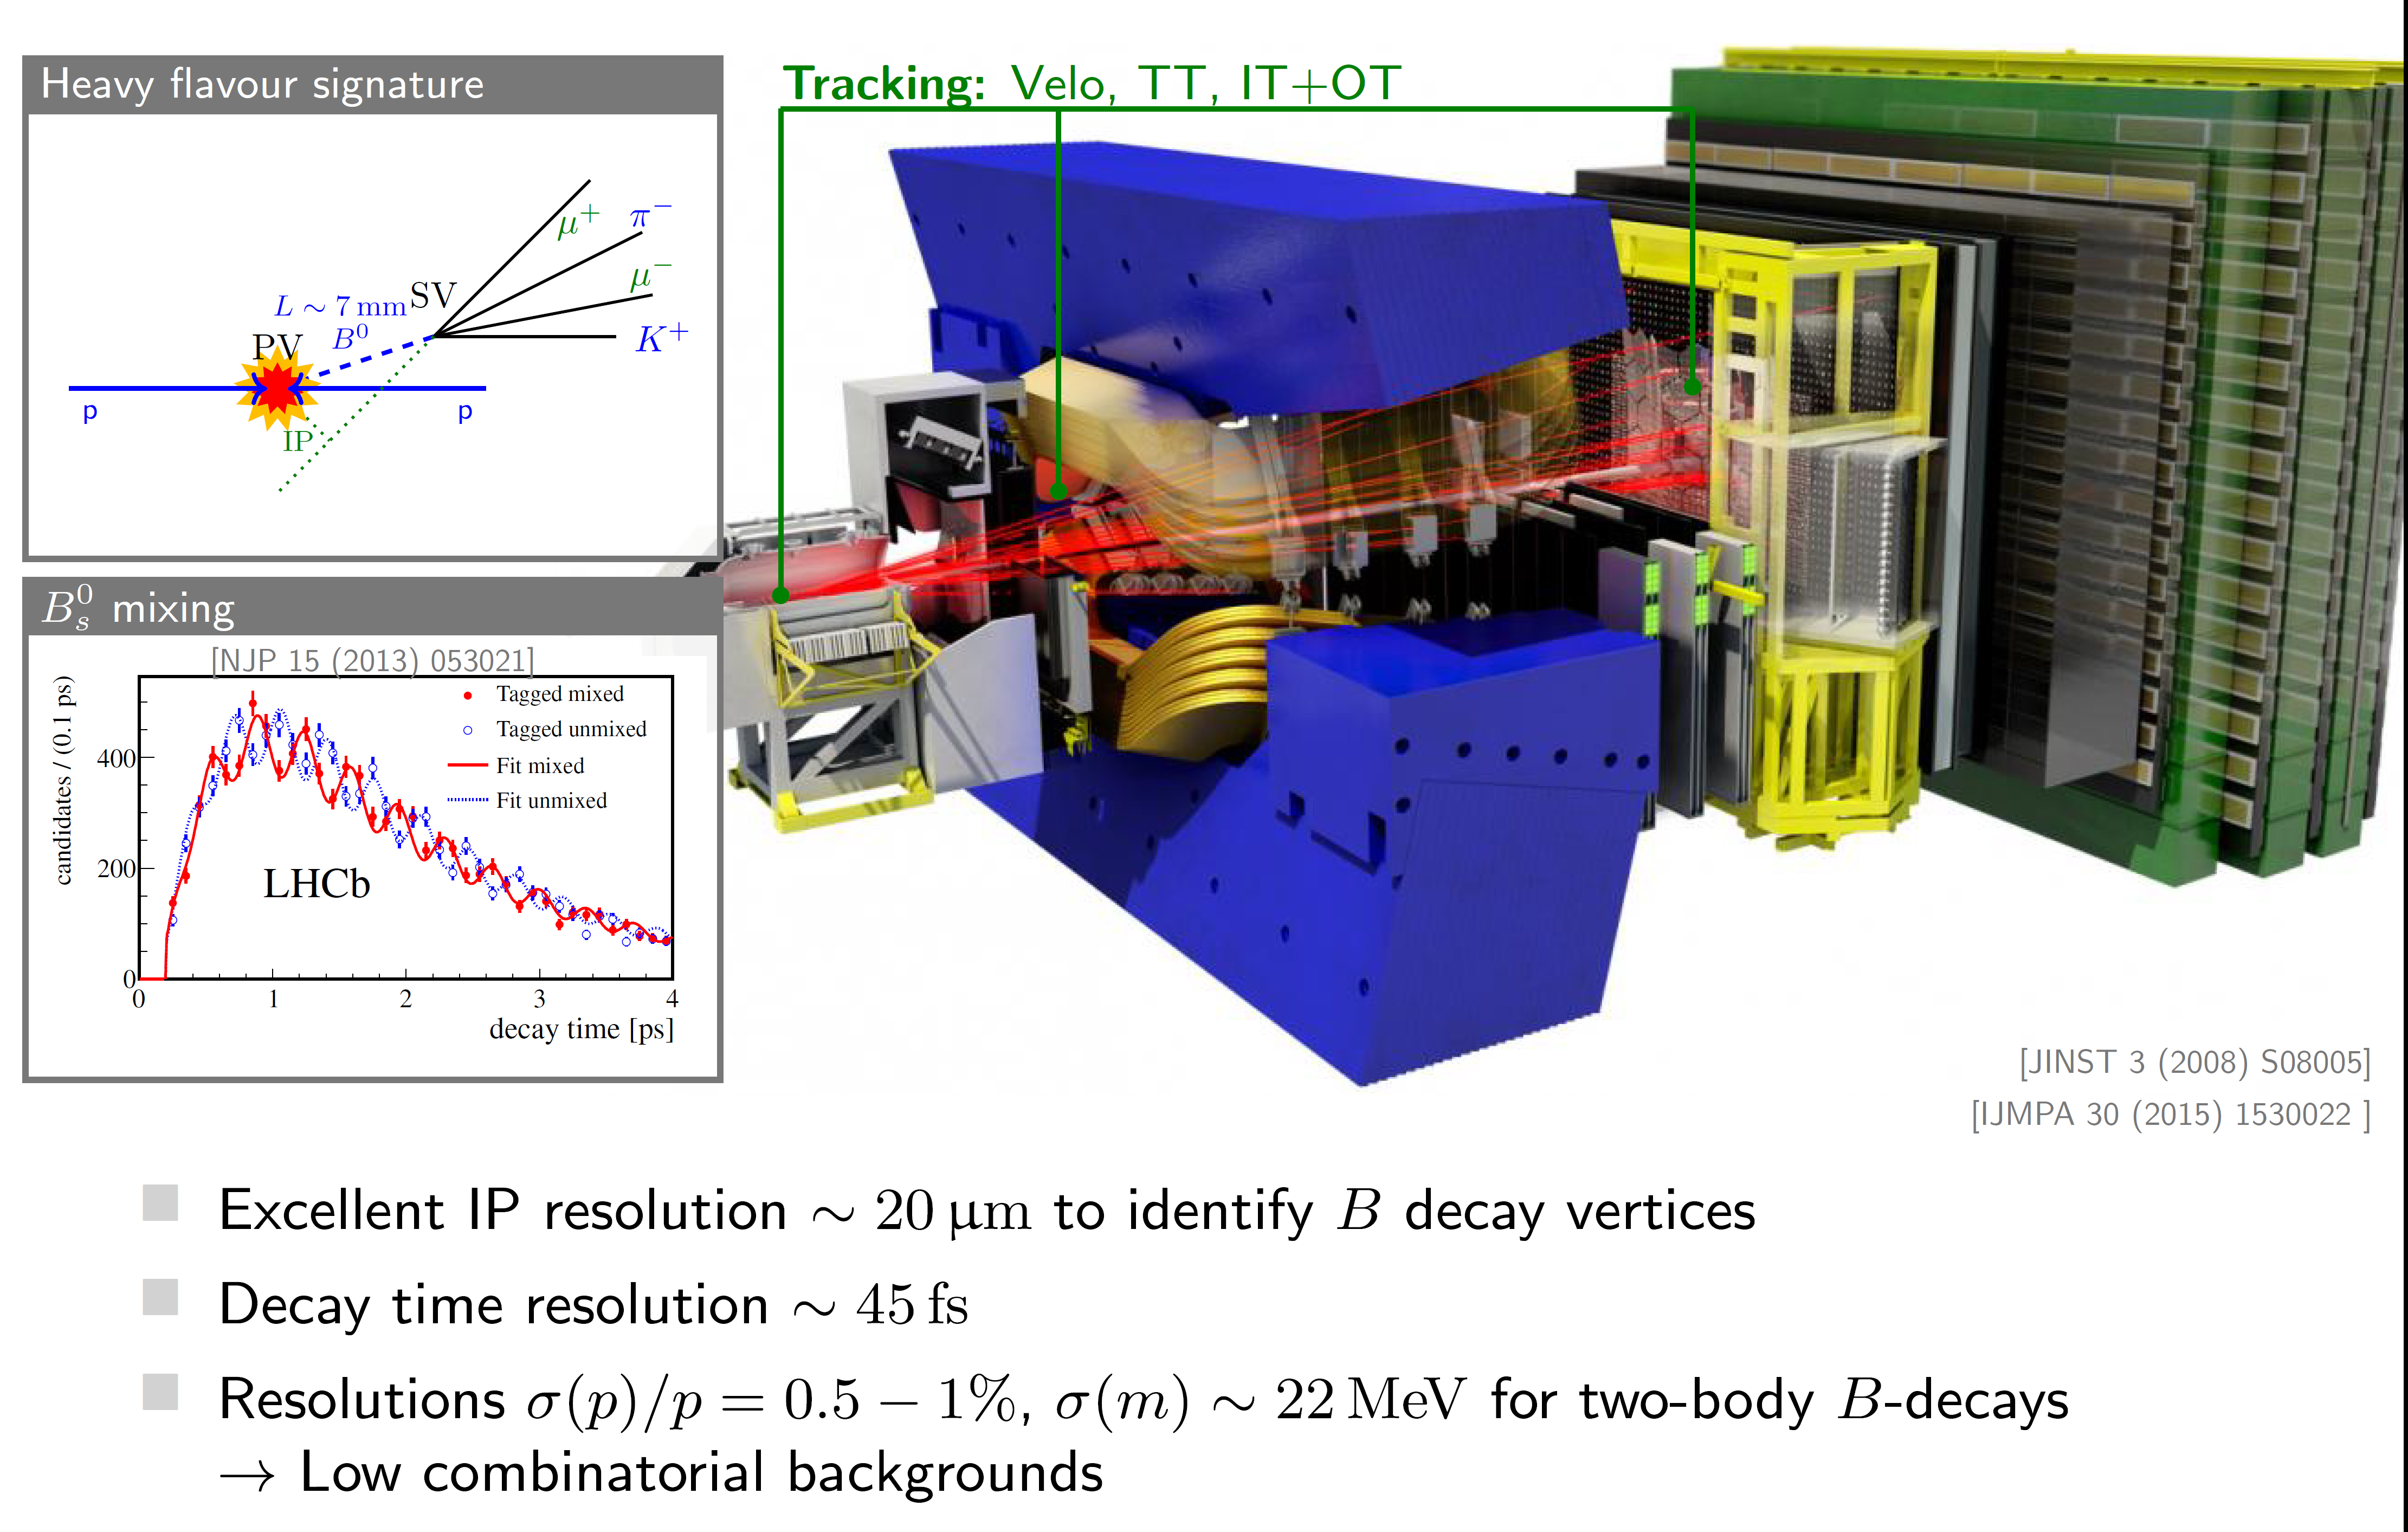 Heavy flavour signature
μ⁺
π⁻
μ⁻
K⁺
L ∼ 7 mm
SV
PV
B⁰
p
p
IP
Tracking: Velo, TT, IT+OT
B⁰ₛ mixing
[NJP 15 (2013) 053021]
candidates / (0.1 ps)
Tagged mixed
Tagged unmixed
Fit mixed
Fit unmixed
400
200
0
LHCb
0 1 2 3 4
decay time [ps]
[JINST 3 (2008) S08005]
[IJMPA 30 (2015) 1530022 ]
Excellent IP resolution ∼ 20 μm to identify B decay vertices
Decay time resolution ∼ 45 fs
Resolutions σ(p)/p = 0.5 − 1%, σ(m) ∼ 22 MeV for two-body B-decays
→ Low combinatorial backgrounds